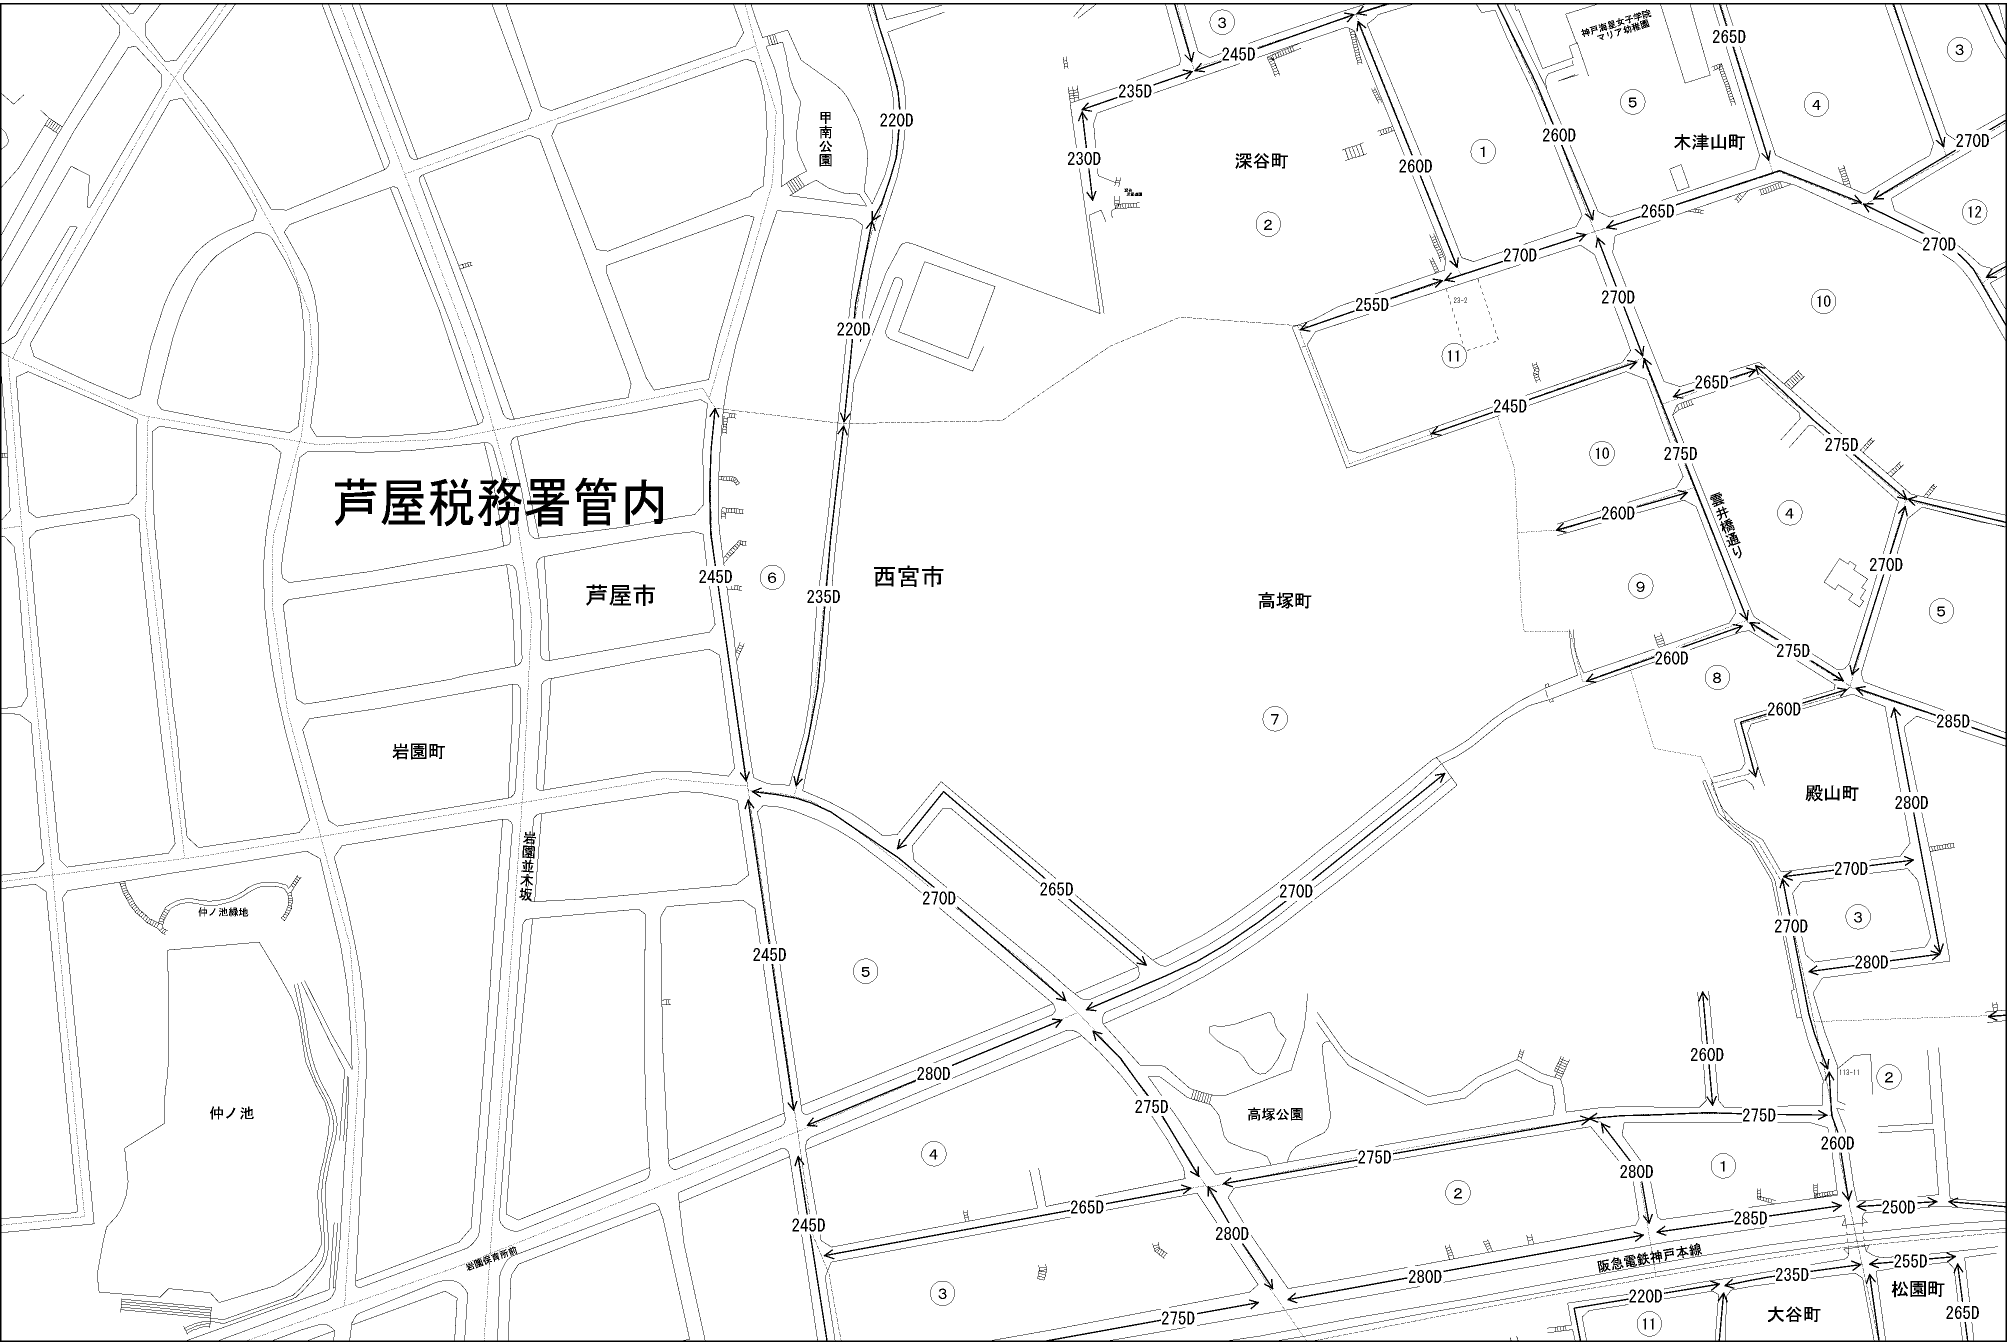 ③
245D
235D
220D
甲南公園
230D
深谷町
②
260D
①
260D
神戸海星女子学院
マリア幼稚園
265D
⑤
④
③
木津山町
270D
⑫
265D
270D
270D
255D
23-2
⑪
270D
⑩
220D
245D
265D
275D
275D
⑩
260D
雲井橋通り
④
270D
⑤
芦屋税務署管内
芦屋市
245D
⑥
235D
西宮市
高塚町
⑨
260D
275D
⑧
260D
285D
⑦
岩園町
殿山町
280D
岩園並木坂
270D
265D
270D
270D
③
270D
280D
仲ノ池緑地
245D
⑤
280D
260D
113-11
②
仲ノ池
275D
高塚公園
275D
260D
④
275D
280D
①
265D
②
245D
280D
285D
250D
岩園保育所前
③
280D
阪急電鉄神戸本線
255D
235D
松園町
220D
275D
⑪
大谷町
265D